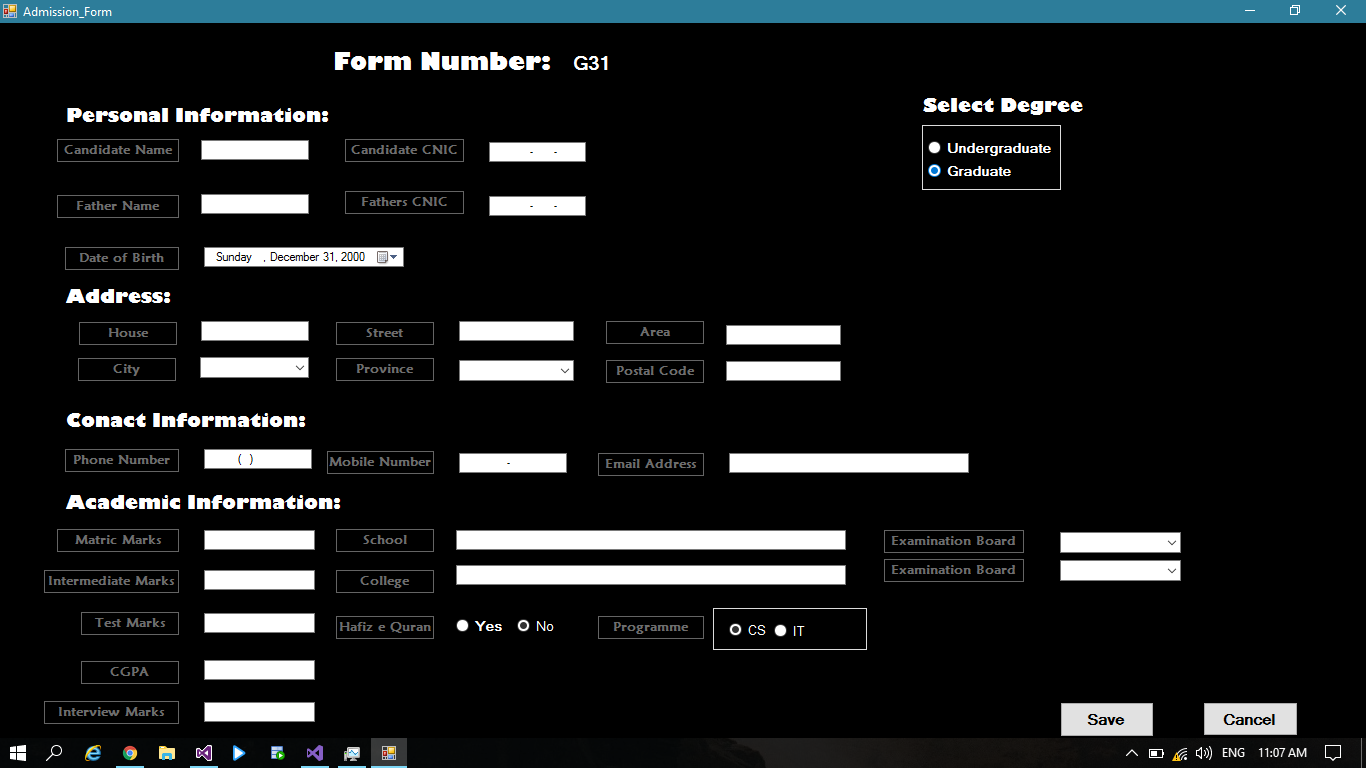 Admission_Form
Form Number: G31
Select Degree
Personal Information:
Candidate Name Candidate CNIC - -
Undergraduate
Graduate
Father Name Fathers CNIC - -
Date of Birth Sunday , December 31, 2000
Address:
House Street Area
City Province Postal Code
Conact Information:
Phone Number ( ) Mobile Number - Email Address
Academic Information:
Matric Marks School Examination Board
Intermediate Marks College Examination Board
Test Marks Hafiz e Quran Yes No Programme CS IT
CGPA
Interview Marks
Save Cancel
ENG 11:07 AM